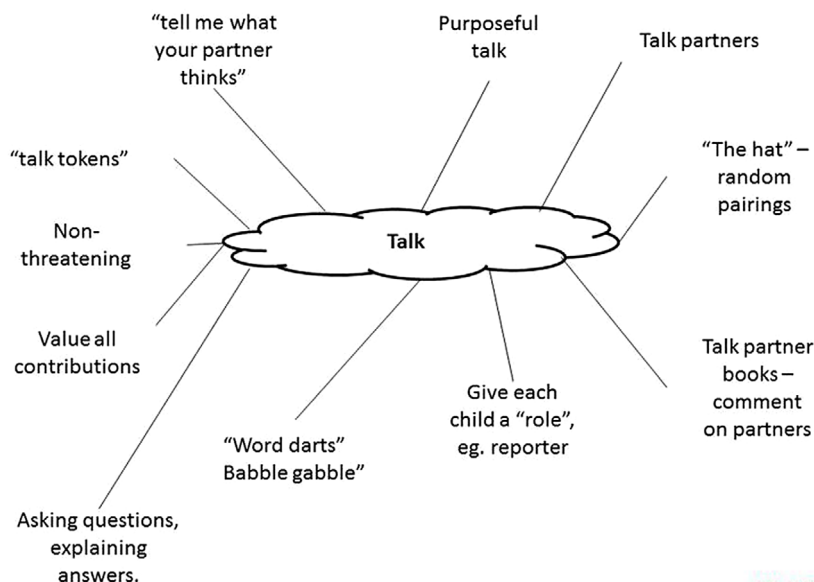 “tell me what
your partner
thinks”
Purposeful
talk
Talk partners
“talk tokens”
“The hat” –
random
pairings
Non-
threatening
Talk
Value all
contributions
Talk partner
books –
comment
on partners
Give each
child a “role”,
eg. reporter
“Word darts”
Babble gabble”
Asking questions,
explaining
answers.